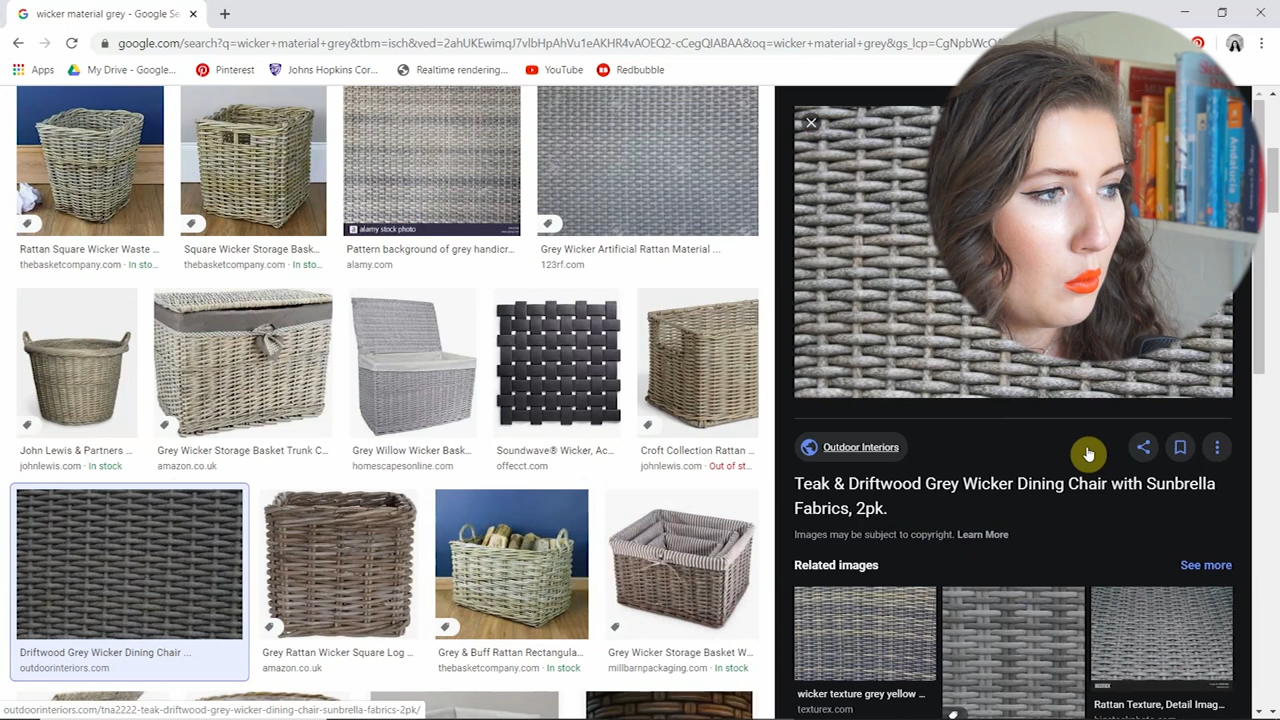 wicker material grey - Google Se
google.com/search?q=wicker+material+grey&tbm=isch&ved=2ahUKEwimqJ7vlbHpAhVu1eAKHR4vAOEQ2-cCegQIABAA&oq=wicker+material+grey&gs_lcp=CgNpbWcQA
Apps
My Drive - Google...
Pinterest
Johns Hopkins Cor...
Realtime rendering...
YouTube
Redbubble
alamy stock photo
Rattan Square Wicker Waste ...
thebasketcompany.com · In sto...
Square Wicker Storage Bask...
thebasketcompany.com · In sto...
Pattern background of grey handicr...
alamy.com
Grey Wicker Artificial Rattan Material ...
123rf.com
John Lewis & Partners ...
johnlewis.com · In stock
Grey Wicker Storage Basket Trunk C...
amazon.co.uk
Grey Willow Wicker Bask...
homescapesonline.com
Soundwave® Wicker, Ac...
offecct.com
Croft Collection Rattan ...
johnlewis.com · Out of st...
Driftwood Grey Wicker Dining Chair ...
outdoorinteriors.com
Grey Rattan Wicker Square Log ...
amazon.co.uk
Grey & Buff Rattan Rectangula...
thebasketcompany.com · In stock
Grey Wicker Storage Basket W...
millbarnpackaging.com · In stock
outdoorinteriors.com/tna2222-teak-driftwood-grey-wicker-dining-chair-sunbrella-fabrics-2pk/
Outdoor Interiors
Teak & Driftwood Grey Wicker Dining Chair with Sunbrella
Fabrics, 2pk.
Images may be subject to copyright. Learn More
Related images
See more
wicker texture grey yellow ...
texturex.com
Rattan Texture, Detail Imag...
Andalucia